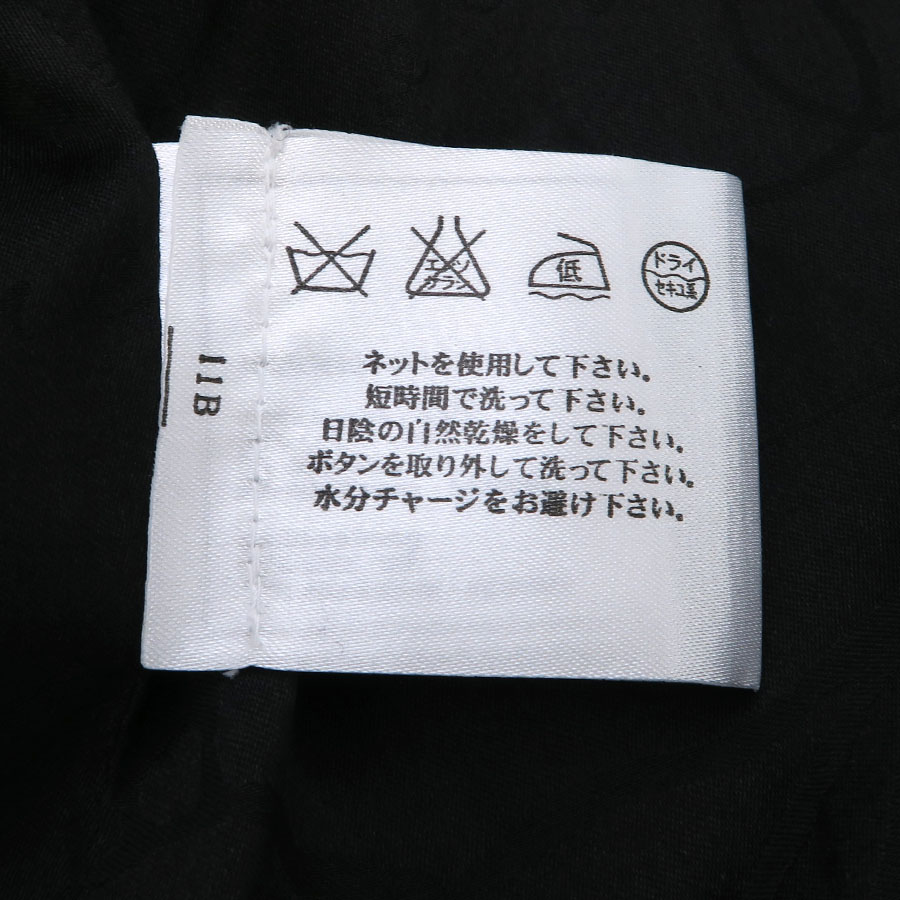 エンソ
サラシ
低
ドライ
セキユ系
ネットを使用して下さい。
短時間で洗って下さい。
日陰の自然乾燥をして下さい。
ボタンを取り外して洗って下さい。
水分チャージをお避け下さい。
11B